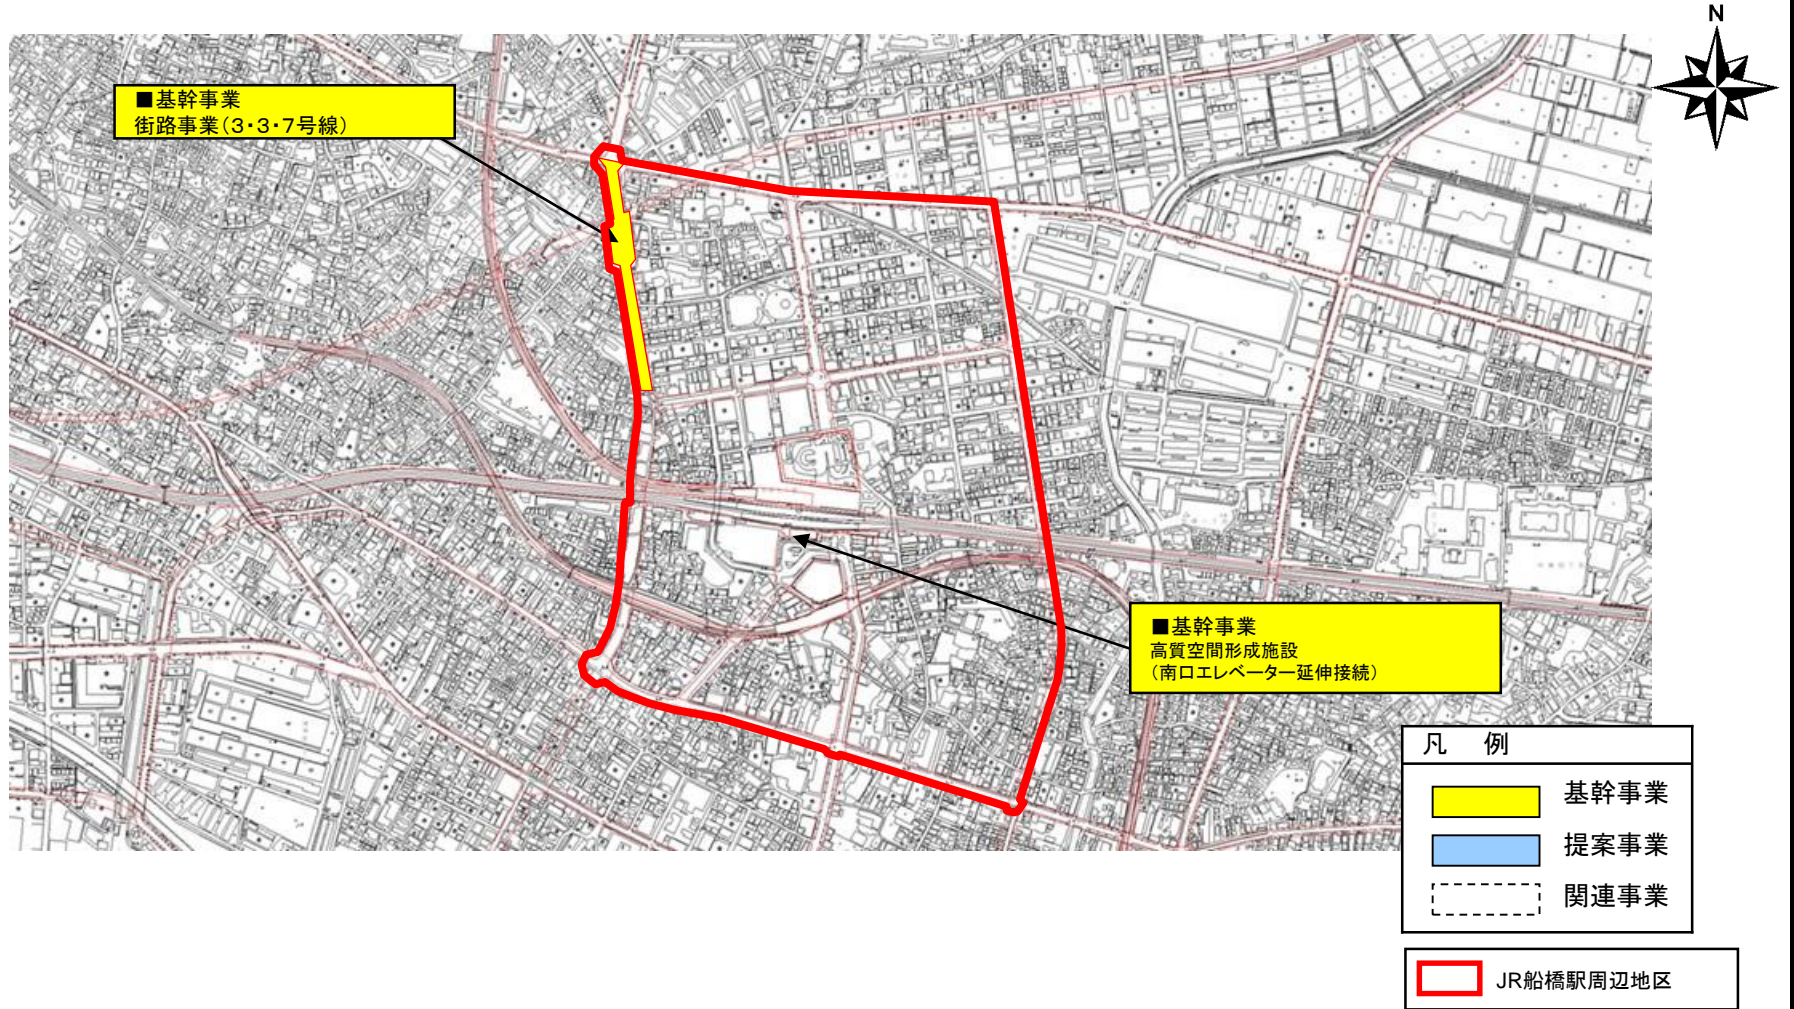 N
■基幹事業
街路事業(3・3・7号線)
■基幹事業
高質空間形成施設
(南口エレベーター延伸接続)
凡 例
基幹事業
提案事業
関連事業
JR船橋駅周辺地区